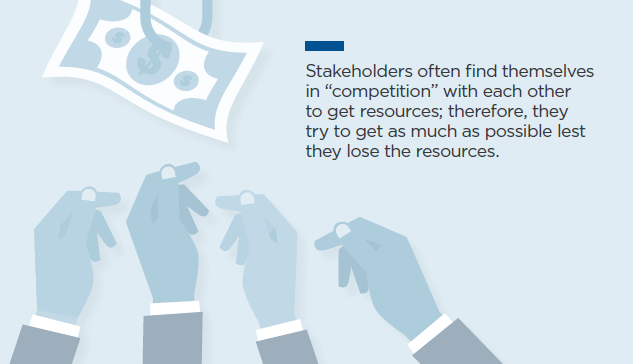 Stakeholders often find themselves
in “competition” with each other
to get resources; therefore, they
try to get as much as possible lest
they lose the resources.
$
$
$